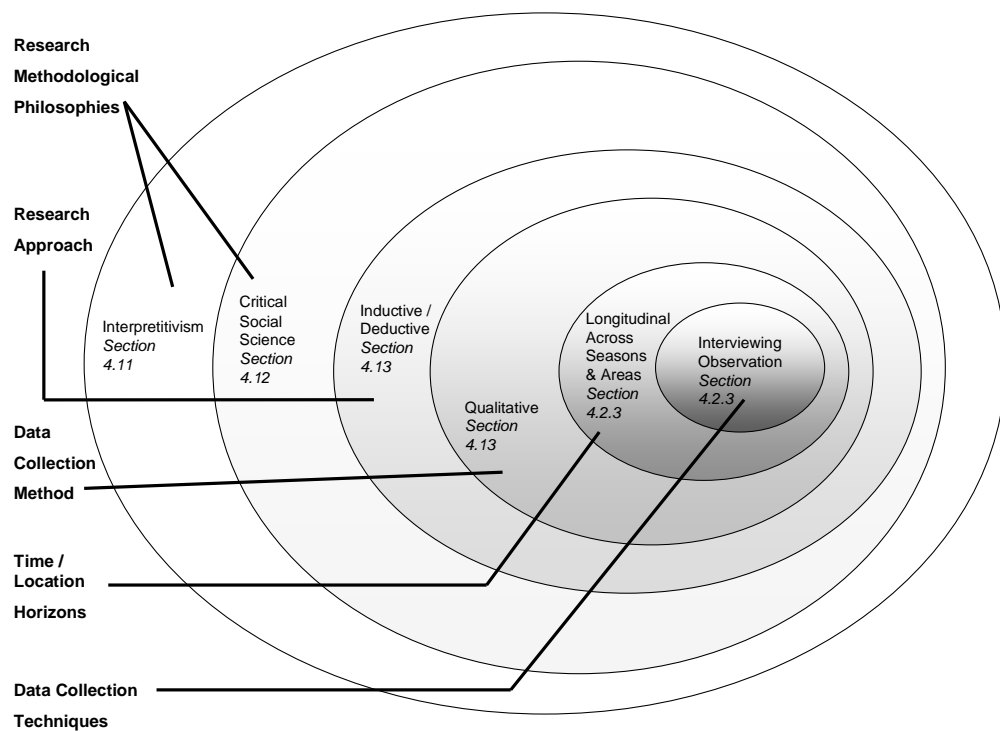 Research
Methodological
Philosophies
Research
Approach
Data
Collection
Method
Time /
Location
Horizons
Data Collection
Techniques
Interpretitivism
Section
4.11
Critical
Social
Science
Section
4.12
Inductive /
Deductive
Section
4.13
Qualitative
Section
4.13
Longitudinal
Across
Seasons
& Areas
Section
4.2.3
Interviewing
Observation
Section
4.2.3